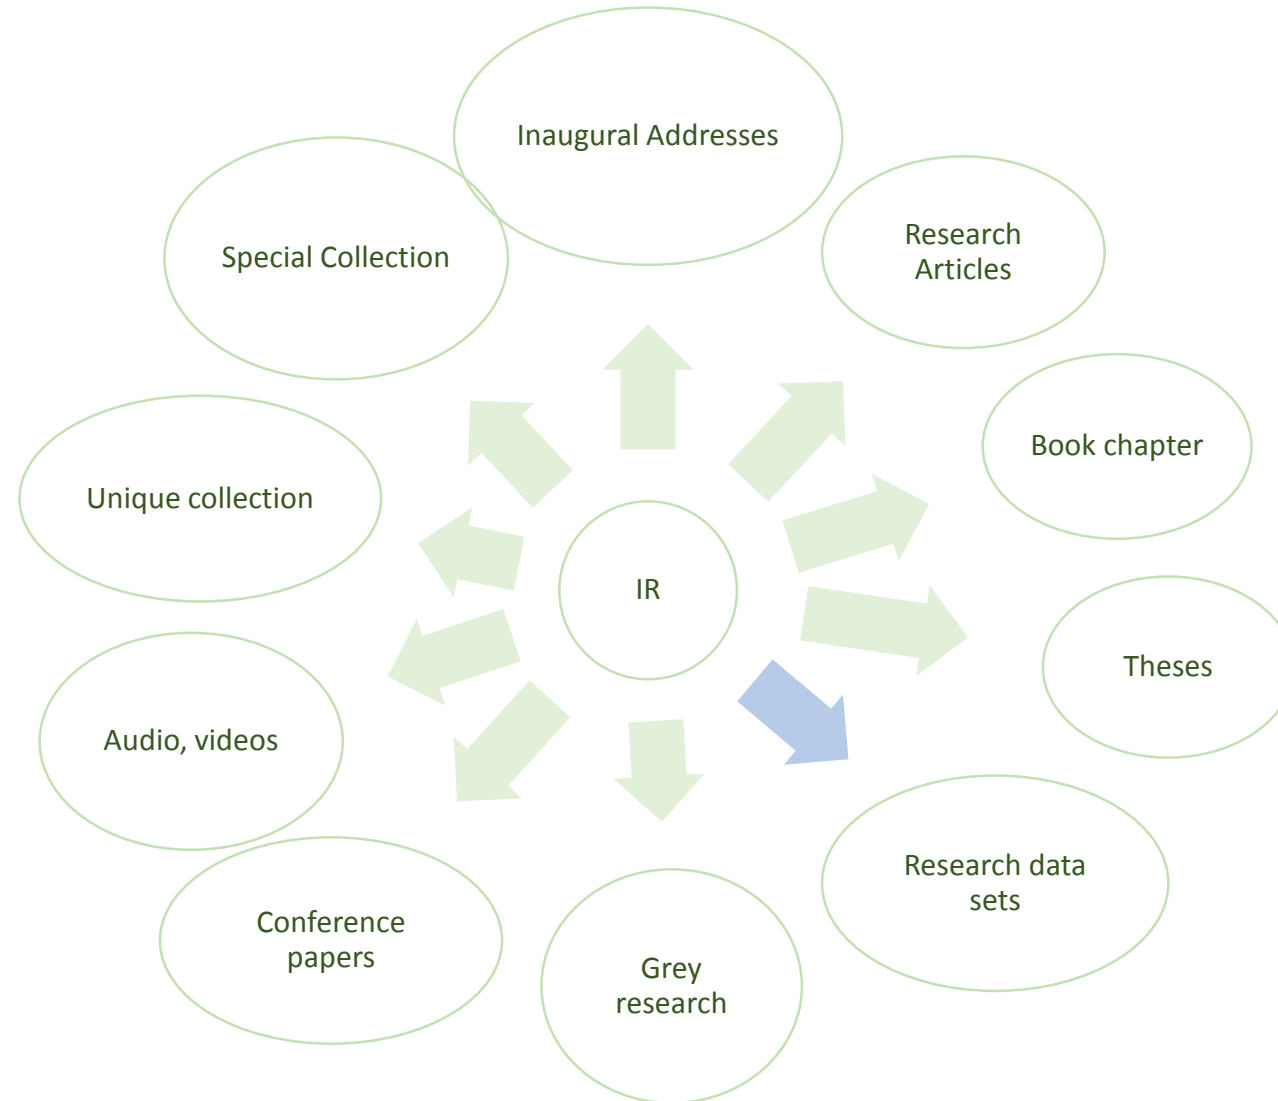 Inaugural Addresses
Research
Articles
Book chapter
Theses
Research data
sets
Grey
research
Conference
papers
Audio, videos
Unique collection
Special Collection
IR